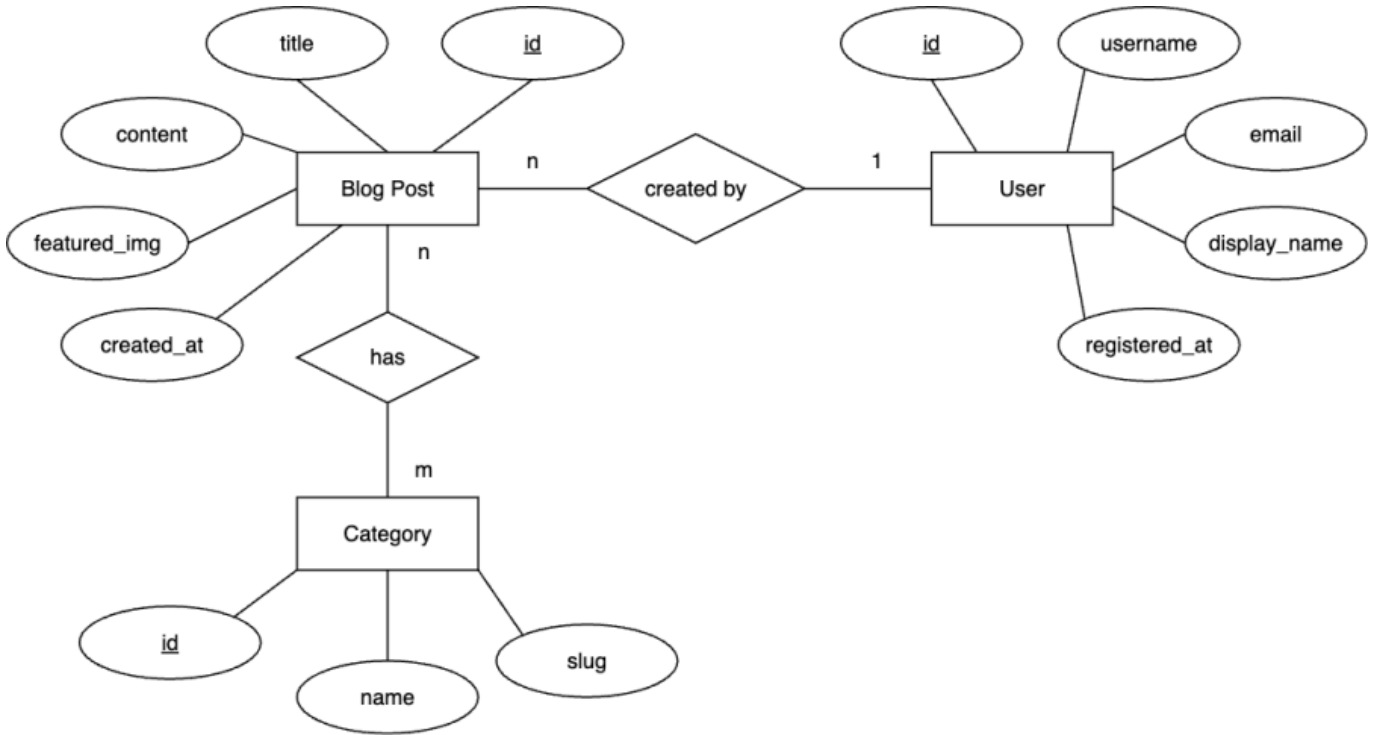 title
id
id
username
content
email
Blog Post
n
created by
1
User
featured_img
n
display_name
created_at
has
registered_at
m
Category
id
name
slug